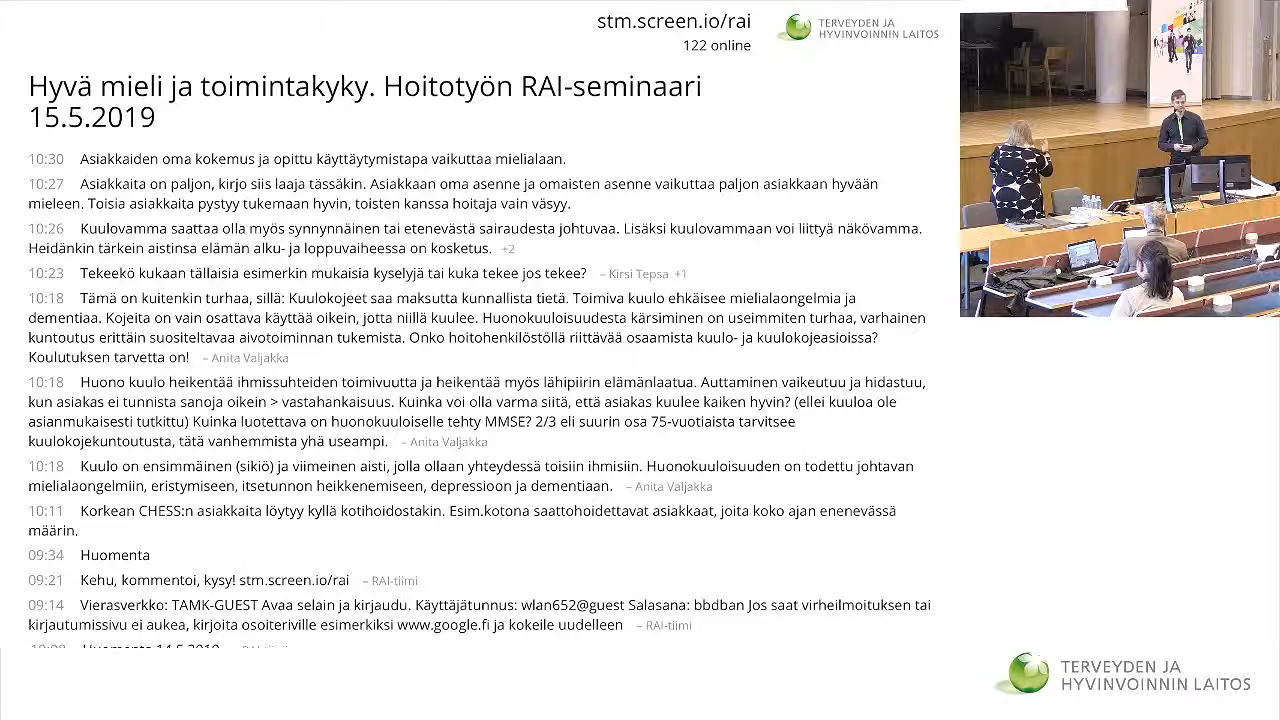 stm.screen.io/rai
122 online
TERVEYDEN JA
HYVINVOINNIN LAITOS
Hyvä mieli ja toimintakyky. Hoitotyön RAI-seminaari
15.5.2019
10:30 Asiakkaiden oma kokemus ja opittu käyttäytymistapa vaikuttaa mielialaan.
10:27 Asiakkaita on paljon, kirjo siis laaja tässäkin. Asiakkaan oma asenne ja omaisten asenne vaikuttaa paljon asiakkaan hyvään
mieleen. Toisia asiakkaita pystyy tukemaan hyvin, toisten kanssa hoitaja vain väsyy.
10:26 Kuulovamma saattaa olla myös synnynnäinen tai etenevästä sairaudesta johtuvaa. Lisäksi kuulovammaan voi liittyä näkövamma.
Heidänkin tärkein aistinsa elämän alku- ja loppuvaiheessa on kosketus. +2
10:23 Tekeekö kukaan tällaisia esimerkin mukaisia kyselyjä tai kuka tekee jos tekee? – Kirsi Tepsa +1
10:18 Tämä on kuitenkin turhaa, sillä: Kuulokojeet saa maksutta kunnallista tietä. Toimiva kuulo ehkäisee mielialaongelmia ja
dementiaa. Kojeita on vain osattava käyttää oikein, jotta niillä kuulee. Huonokuuloisuudesta kärsiminen on useimmiten turhaa, varhainen
kuntoutus erittäin suositeltavaa aivotoiminnan tukemista. Onko hoitohenkilöstöllä riittävää osaamista kuulo- ja kuulokojeasioissa?
Koulutuksen tarvetta on! – Anita Valjakka
10:18 Huono kuulo heikentää ihmissuhteiden toimivuutta ja heikentää myös lähipiirin elämänlaatua. Auttaminen vaikeutuu ja hidastuu,
kun asiakas ei tunnista sanoja oikein > vastahankaisuus. Kuinka voi olla varma siitä, että asiakas kuulee kaiken hyvin? (ellei kuuloa ole
asianmukaisesti tutkittu) Kuinka luotettava on huonokuuloiselle tehty MMSE? 2/3 eli suurin osa 75-vuotiaista tarvitsee
kuulokojekuntoutusta, tätä vanhemmista yhä useampi. – Anita Valjakka
10:18 Kuulo on ensimmäinen (sikiö) ja viimeinen aisti, jolla ollaan yhteydessä toisiin ihmisiin. Huonokuuloisuuden on todettu johtavan
mielialaongelmiin, eristymiseen, itsetunnon heikkenemiseen, depressioon ja dementiaan. – Anita Valjakka
10:11 Korkean CHESS:n asiakkaita löytyy kyllä kotihoidostakin. Esim.kotona saattohoidettavat asiakkaat, joita koko ajan enenevässä
määrin.
09:34 Huomenta
09:21 Kehu, kommentoi, kysy! stm.screen.io/rai – RAI-tiimi
09:14 Vierasverkko: TAMK-GUEST Avaa selain ja kirjaudu. Käyttäjätunnus: wlan652@guest Salasana: bbdban Jos saat virheilmoituksen tai
kirjautumissivu ei aukea, kirjoita osoiteriville esimerkiksi www.google.fi ja kokeile uudelleen – RAI-tiimi
TERVEYDEN JA
HYVINVOINNIN LAITOS